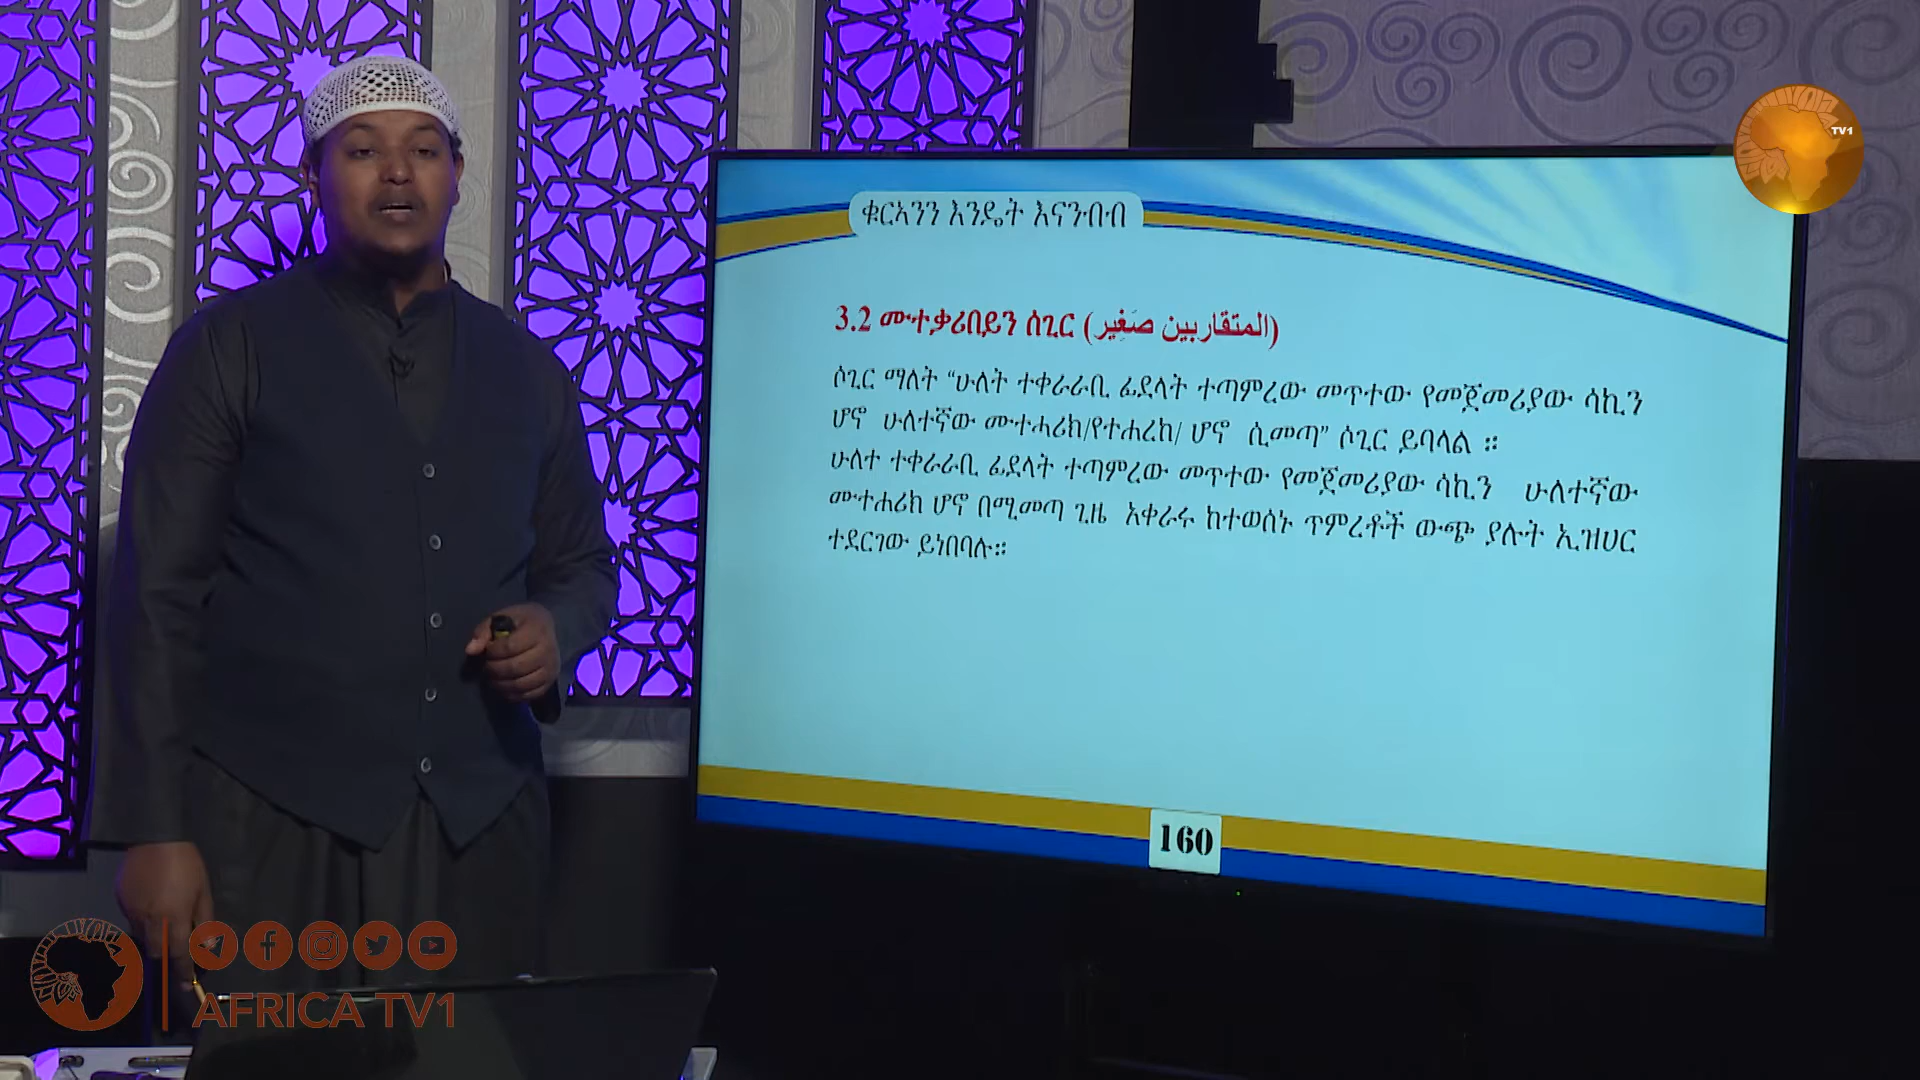 TV1
ቁርኣንን እንዴት እናንብብ
3.2 ሙተቃሪበይን ሰጊር (المتقاربين صَغِير)
ሶጊር ማለት “ሁለት ተቀራራቢ ፊደላት ተጣምረው መጥተው የመጀመሪያው ሳኪን
ሆኖ ሁለተኛው ሙተሓሪክ/የተሐረከ/ ሆኖ ሲመጣ” ሶጊር ይባላል ።
ሁለተ ተቀራራቢ ፊደላት ተጣምረው መጥተው የመጀመሪያው ሳኪን ሁለተኛው
ሙተሐሪክ ሆኖ በሚመጣ ጊዜ አቀራሩ ከተወሰኑ ጥምረቶች ውጭ ያሉት ኢዝሀር
ተደርገው ይነበባሉ።
160
AFRICA TV1